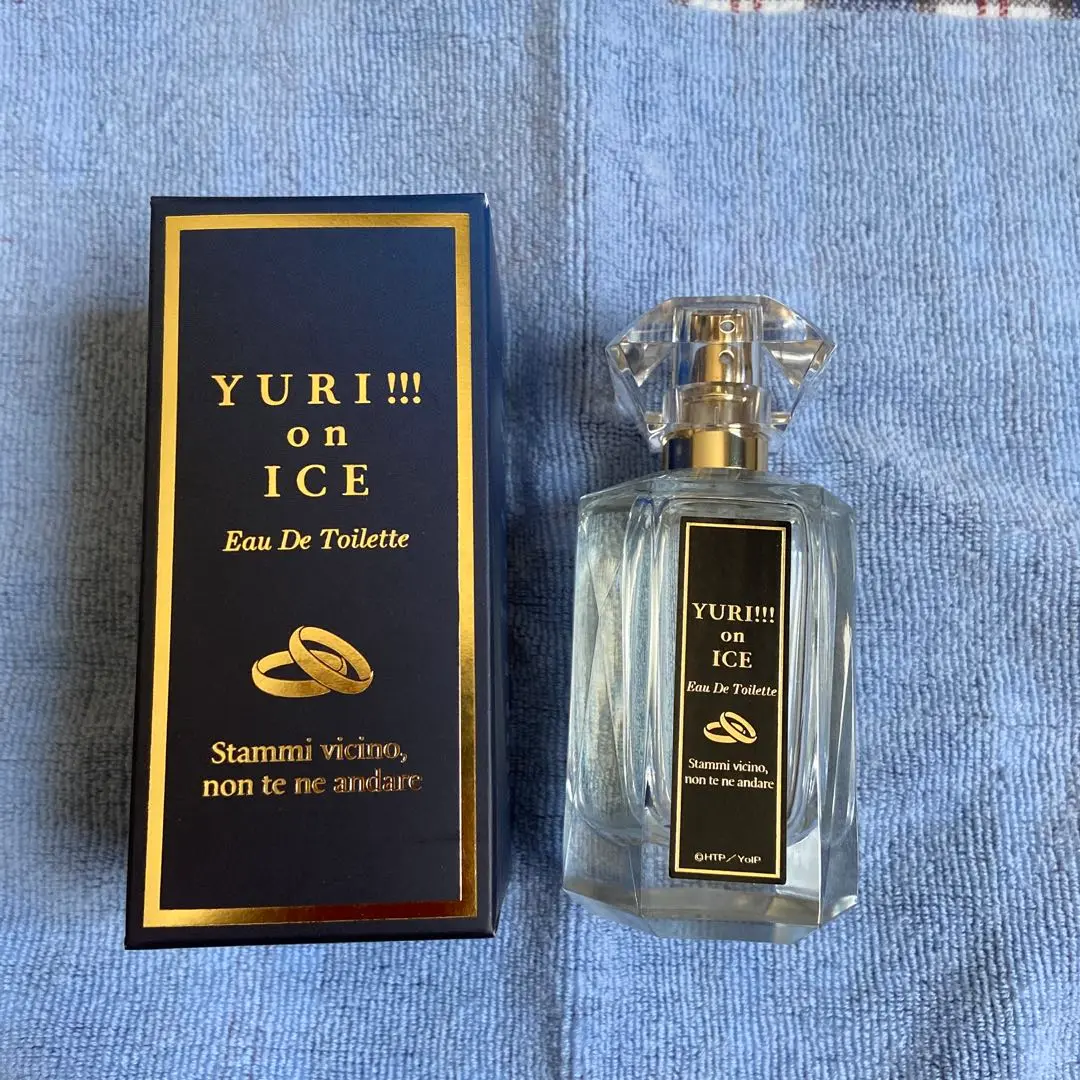 YURI!!!
on
ICE
Eau De Toilette
Stammi vicino,
non te ne andare
YURI!!!
on
ICE
Eau De Toilette
Stammi vicino,
non te ne andare
©HTP/YoIP